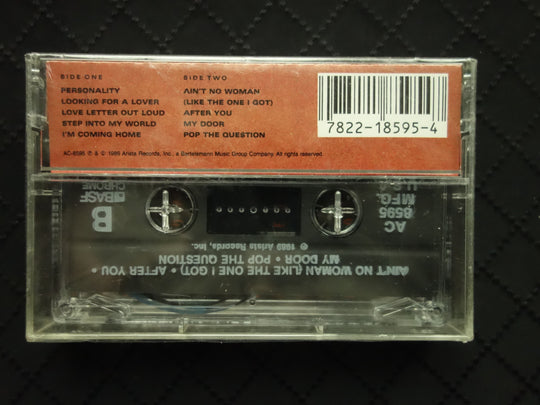 SIDE ONE
PERSONALITY
LOOKING FOR A LOVER
LOVE LETTER OUT LOUD
STEP INTO MY WORLD
I'M COMING HOME
SIDE TWO
AIN'T NO WOMAN
(LIKE THE ONE I GOT)
AFTER YOU
MY DOOR
POP THE QUESTION
7822-18595-4
AC-8595 ℗ & © 1989 Arista Records, Inc., a Bertelsmann Music Group Company. All rights reserved.
AIN'T NO WOMAN (LIKE THE ONE I GOT) • AFTER YOU •
MY DOOR • POP THE QUESTION
℗ 1989 Arista Records, Inc.
B
BASF
CHROME
AC
8595
MFG.
U.S.A.